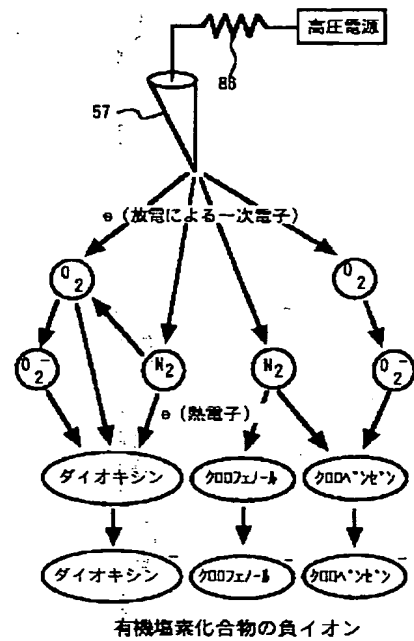 高圧電源
86
57
e (放電による一次電子)
O2 O2
O2- N2 N2 O2-
e (熱電子)
ダイオキシン クロロフェノール クロロベンゼン
ダイオキシン- クロロフェノール- クロロベンゼン-
有機塩素化合物の負イオン